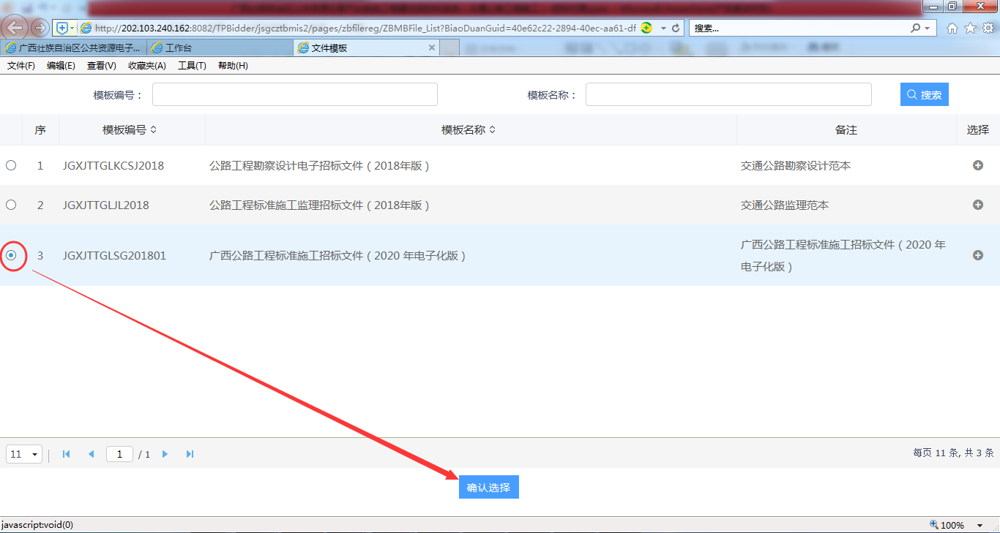 http://202.103.240.162:8082/TPBidder/jsgcztbmis2/pages/zbfilereg/ZBMBFile_List?BiaoDuanGuid=40e62c22-2894-40ec-aa61-df
搜索...
广西壮族自治区公共资源电子... 工作台 文件模板
文件(F) 编辑(E) 查看(V) 收藏夹(A) 工具(T) 帮助(H)
模板编号： 模板名称： 搜索
序 模板编号 模板名称 备注 选择
1 JGXJTTGLKCSJ2018 公路工程勘察设计电子招标文件（2018年版） 交通公路勘察设计范本
2 JGXJTTGLJL2018 公路工程标准施工监理招标文件（2018年版） 交通公路监理范本
3 JGXJTTGLSG201801 广西公路工程标准施工招标文件（2020 年电子化版） 广西公路工程标准施工招标文件（2020 年
电子化版）
11 1 / 1 每页 11 条, 共 3 条
确认选择
javascript:void(0) 100%